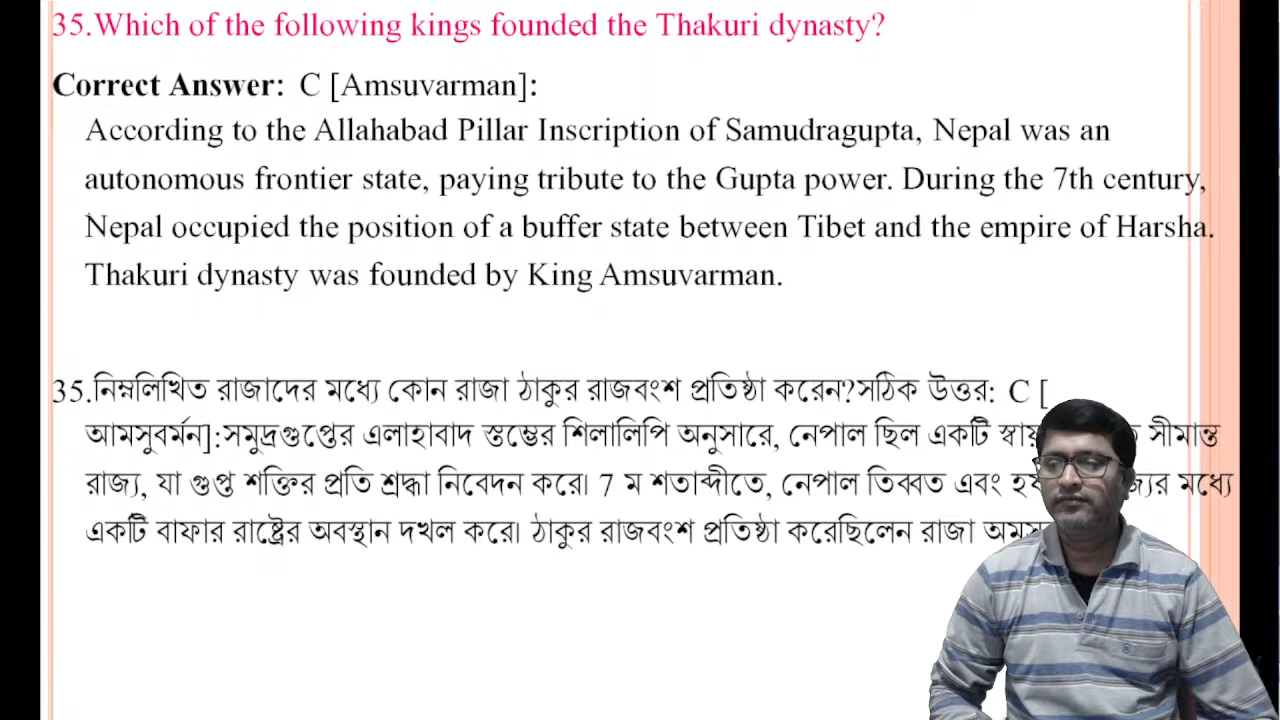 35.Which of the following kings founded the Thakuri dynasty?
Correct Answer: C [Amsuvarman]:
According to the Allahabad Pillar Inscription of Samudragupta, Nepal was an
autonomous frontier state, paying tribute to the Gupta power. During the 7th century,
Nepal occupied the position of a buffer state between Tibet and the empire of Harsha.
Thakuri dynasty was founded by King Amsuvarman.
35.নিম্নলিখিত রাজাদের মধ্যে কোন রাজা ঠাকুর রাজবংশ প্রতিষ্ঠা করেন?সঠিক উত্তর: C [
আমসুবর্মন]:সমুদ্রগুপ্তের এলাহাবাদ স্তম্ভের শিলালিপি অনুসারে, নেপাল ছিল একটি সীমান্ত
রাজ্য, যা গুপ্ত শক্তির প্রতি শ্রদ্ধা নিবেদন করে। 7 ম শতাব্দীতে, নেপাল তিব্বত এবং মধ্যে
একটি বাফার রাষ্ট্রের অবস্থান দখল করে। ঠাকুর রাজবংশ প্রতিষ্ঠা করেছিলেন রাজা